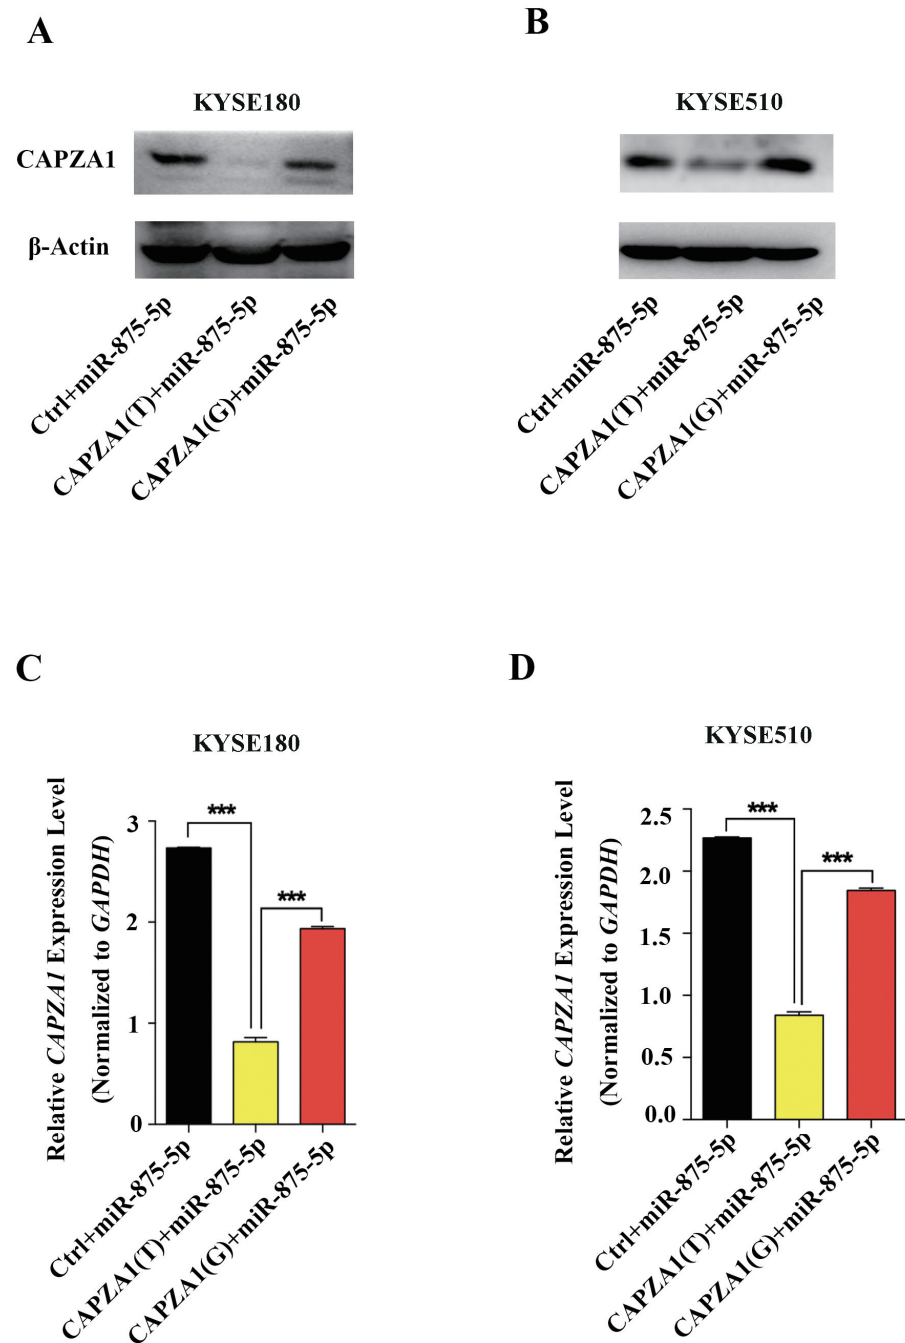 A
B
KYSE180
KYSE510
CAPZA1
β-Actin
Ctrl+miR-875-5p
CAPZA1(T)+miR-875-5p
CAPZA1(G)+miR-875-5p
Ctrl+miR-875-5p
CAPZA1(T)+miR-875-5p
CAPZA1(G)+miR-875-5p
C
D
KYSE180
Relative CAPZA1 Expression Level
(Normalized to GAPDH)
3
2
1
0
***
***
Ctrl+miR-875-5p
CAPZA1(T)+miR-875-5p
CAPZA1(G)+miR-875-5p
KYSE510
Relative CAPZA1 Expression Level
(Normalized to GAPDH)
2.5
2.0
1.5
1.0
0.5
0.0
***
***
Ctrl+miR-875-5p
CAPZA1(T)+miR-875-5p
CAPZA1(G)+miR-875-5p